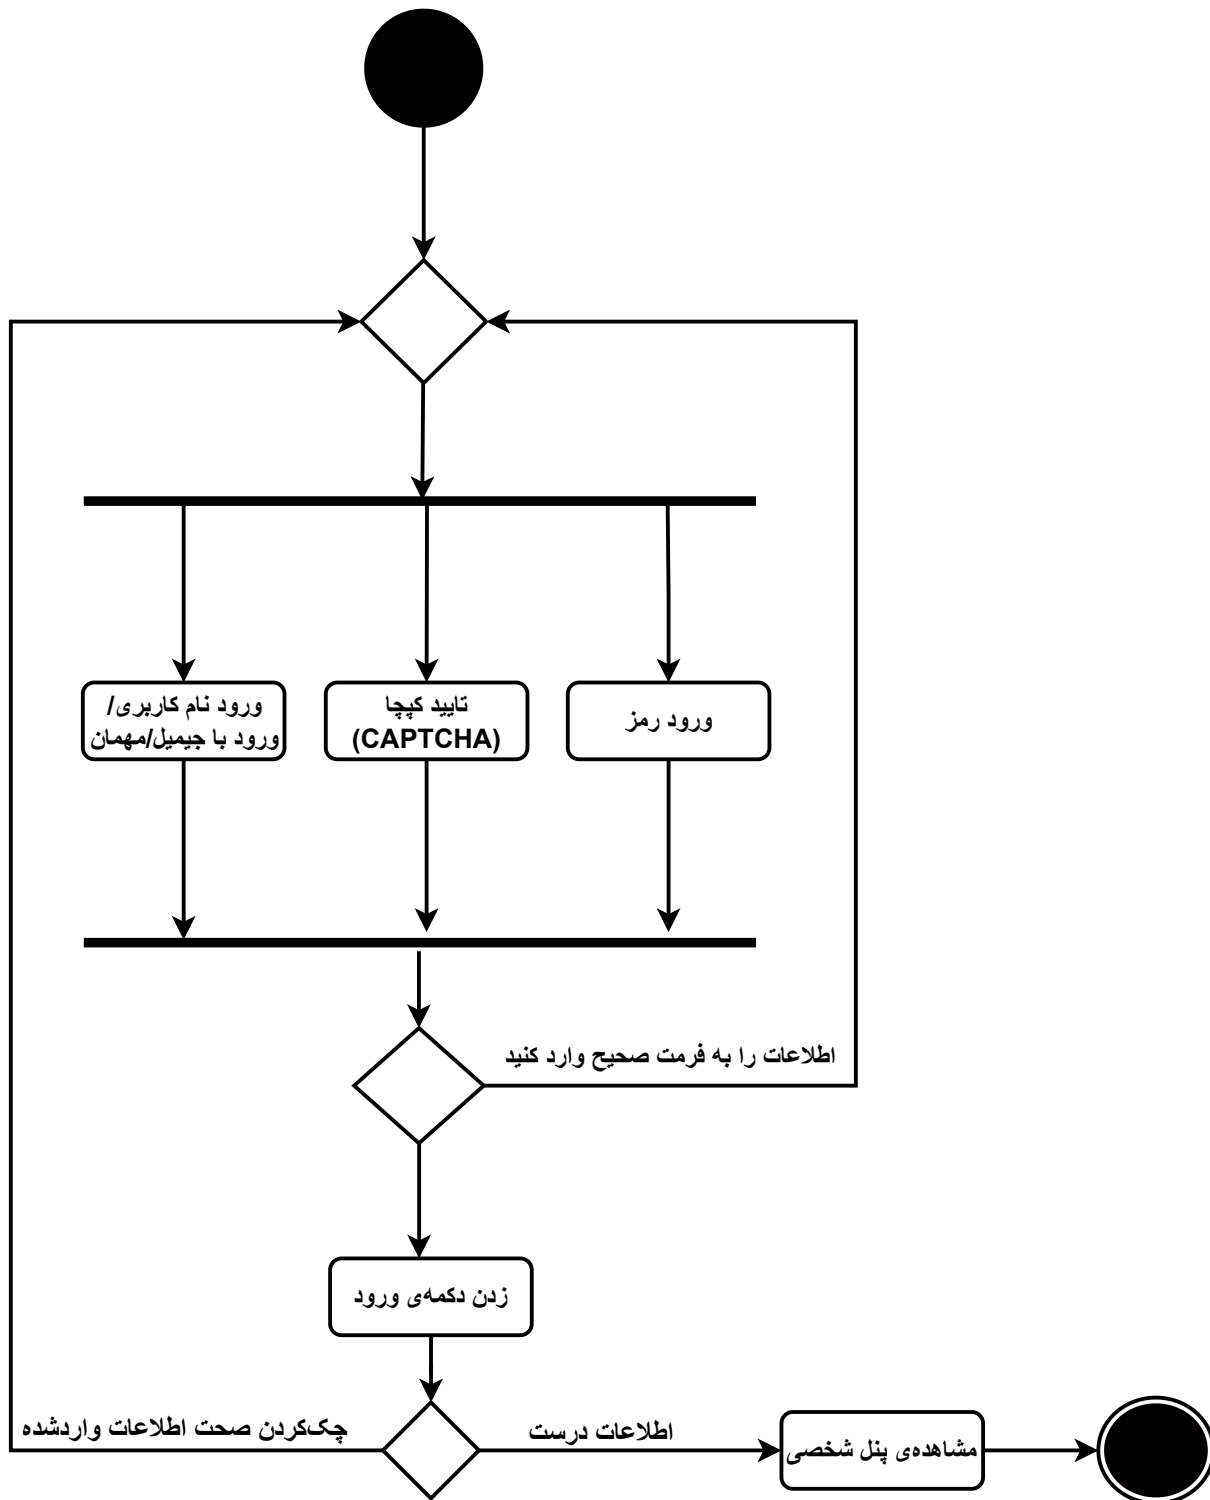 ورود نام کاربری/
ورود با جیمیل/مهمان
تایید کپچا
(CAPTCHA)
ورود رمز
اطلاعات را به فرمت صحیح وارد کنید
زدن دکمه‌ی ورود
چک‌کردن صحت اطلاعات واردشده
اطلاعات درست
مشاهده‌ی پنل شخصی